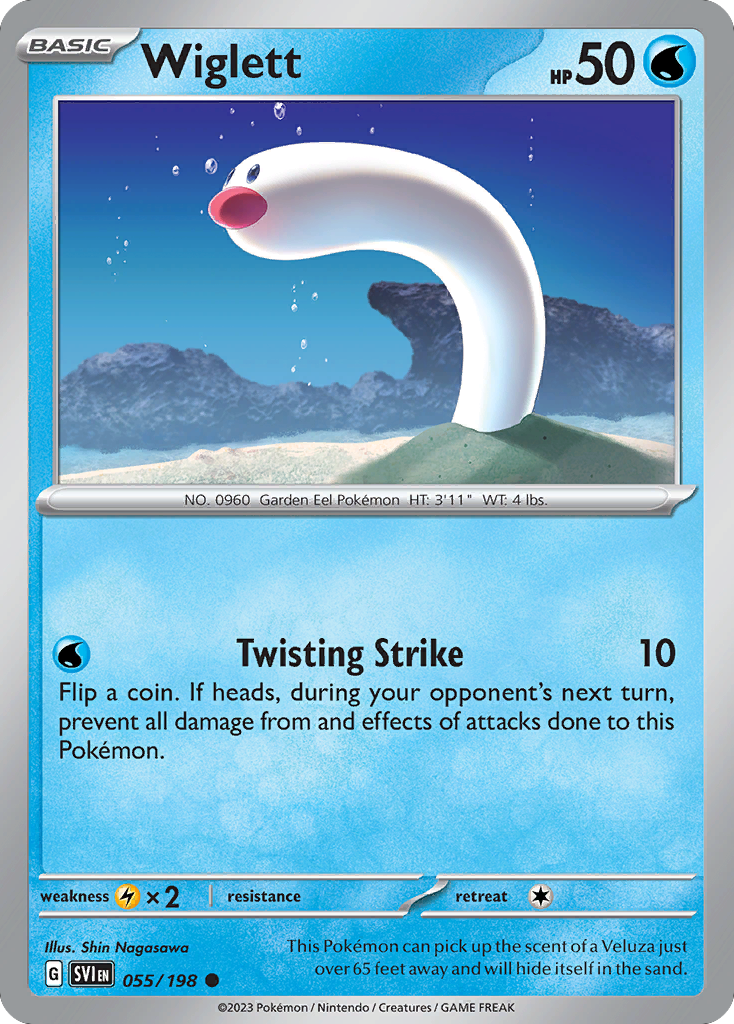 BASIC
Wiglett
HP 50
NO. 0960 Garden Eel Pokémon HT: 3'11" WT: 4 lbs.
Twisting Strike 10
Flip a coin. If heads, during your opponent's next turn,
prevent all damage from and effects of attacks done to this
Pokémon.
weakness ×2 resistance retreat
Illus. Shin Nagasawa
This Pokémon can pick up the scent of a Veluza just
over 65 feet away and will hide itself in the sand.
G SVI EN 055/198
©2023 Pokémon / Nintendo / Creatures / GAME FREAK